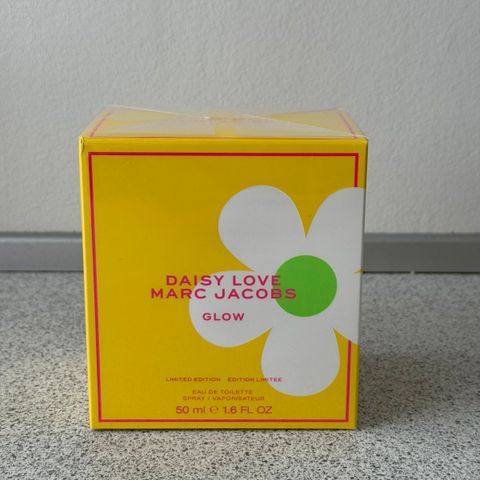 DAISY LOVE
MARC JACOBS
GLOW
LIMITED EDITION EDITION LIMITEE
EAU DE TOILETTE
SPRAY / VAPORISATEUR
50 ml ℮ 1.6 FL OZ